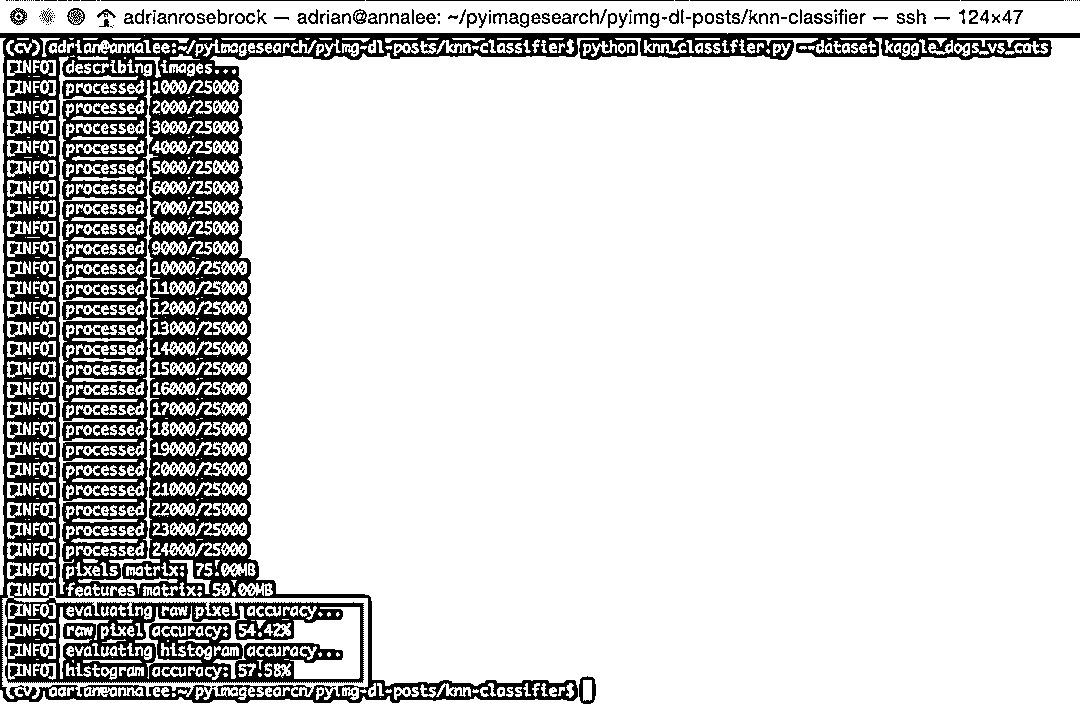 adrianrosebrock — adrian@annalee: ~/pyimagesearch/pyimg-dl-posts/knn-classifier — ssh — 124×47
(cv) adrian@annalee:~/pyimagesearch/pyimg-dl-posts/knn-classifier$ python knn_classifier.py --dataset kaggle_dogs_vs_cats
[INFO] describing images...
[INFO] processed 1000/25000
[INFO] processed 2000/25000
[INFO] processed 3000/25000
[INFO] processed 4000/25000
[INFO] processed 5000/25000
[INFO] processed 6000/25000
[INFO] processed 7000/25000
[INFO] processed 8000/25000
[INFO] processed 9000/25000
[INFO] processed 10000/25000
[INFO] processed 11000/25000
[INFO] processed 12000/25000
[INFO] processed 13000/25000
[INFO] processed 14000/25000
[INFO] processed 15000/25000
[INFO] processed 16000/25000
[INFO] processed 17000/25000
[INFO] processed 18000/25000
[INFO] processed 19000/25000
[INFO] processed 20000/25000
[INFO] processed 21000/25000
[INFO] processed 22000/25000
[INFO] processed 23000/25000
[INFO] processed 24000/25000
[INFO] pixels matrix: 75.00MB
[INFO] features matrix: 50.00MB
[INFO] evaluating raw pixel accuracy...
[INFO] raw pixel accuracy: 54.42%
[INFO] evaluating histogram accuracy...
[INFO] histogram accuracy: 57.58%
(cv) adrian@annalee:~/pyimagesearch/pyimg-dl-posts/knn-classifier$